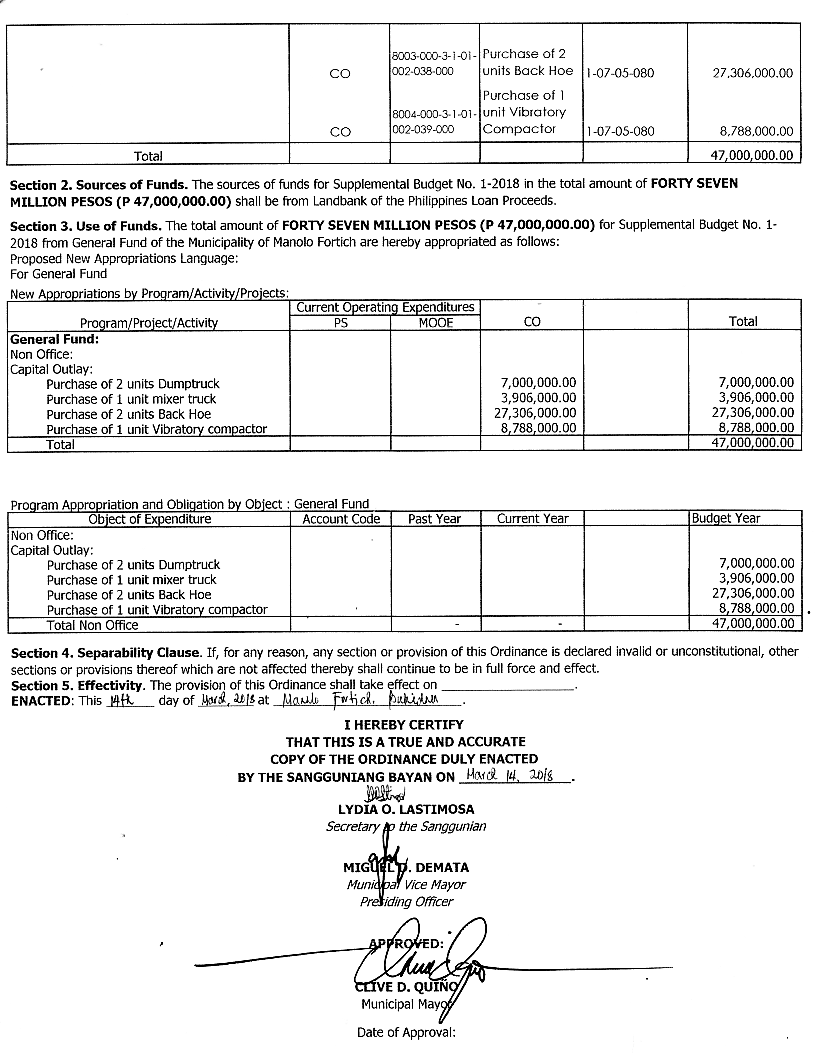 8003-000-3-1-01- Purchase of 2
CO 002-038-000 units Back Hoe 1-07-05-080 27,306,000.00
Purchase of 1
8004-000-3-1-01- unit Vibratory
CO 002-039-000 Compactor 1-07-05-080 8,788,000.00
Total 47,000,000.00
Section 2. Sources of Funds. The sources of funds for Supplemental Budget No. 1-2018 in the total amount of FORTY SEVEN
MILLION PESOS (P 47,000,000.00) shall be from Landbank of the Philippines Loan Proceeds.
Section 3. Use of Funds. The total amount of FORTY SEVEN MILLION PESOS (P 47,000,000.00) for Supplemental Budget No. 1-
2018 from General Fund of the Municipality of Manolo Fortich are hereby appropriated as follows:
Proposed New Appropriations Language:
For General Fund
New Appropriations by Program/Activity/Projects:
Current Operating Expenditures
Program/Project/Activity PS MOOE CO Total
General Fund:
Non Office:
Capital Outlay:
Purchase of 2 units Dumptruck 7,000,000.00 7,000,000.00
Purchase of 1 unit mixer truck 3,906,000.00 3,906,000.00
Purchase of 2 units Back Hoe 27,306,000.00 27,306,000.00
Purchase of 1 unit Vibratory compactor 8,788,000.00 8,788,000.00
Total 47,000,000.00
Program Appropriation and Obligation by Object : General Fund
Object of Expenditure Account Code Past Year Current Year Budget Year
Non Office:
Capital Outlay:
Purchase of 2 units Dumptruck 7,000,000.00
Purchase of 1 unit mixer truck 3,906,000.00
Purchase of 2 units Back Hoe 27,306,000.00
Purchase of 1 unit Vibratory compactor 8,788,000.00
Total Non Office - - 47,000,000.00
Section 4. Separability Clause. If, for any reason, any section or provision of this Ordinance is declared invalid or unconstitutional, other
sections or provisions thereof which are not affected thereby shall continue to be in full force and effect.
Section 5. Effectivity. The provision of this Ordinance shall take effect on ____________________.
ENACTED: This 14th day of March, 2018 at Manolo Fortich, Bukidnon.
I HEREBY CERTIFY
THAT THIS IS A TRUE AND ACCURATE
COPY OF THE ORDINANCE DULY ENACTED
BY THE SANGGUNIANG BAYAN ON March 14, 2018.
LYDIA O. LASTIMOSA
Secretary to the Sanggunian
MIGUEL D. DEMATA
Municipal Vice Mayor
Presiding Officer
APPROVED:
CLIVE D. QUIÑO
Municipal Mayor
Date of Approval: